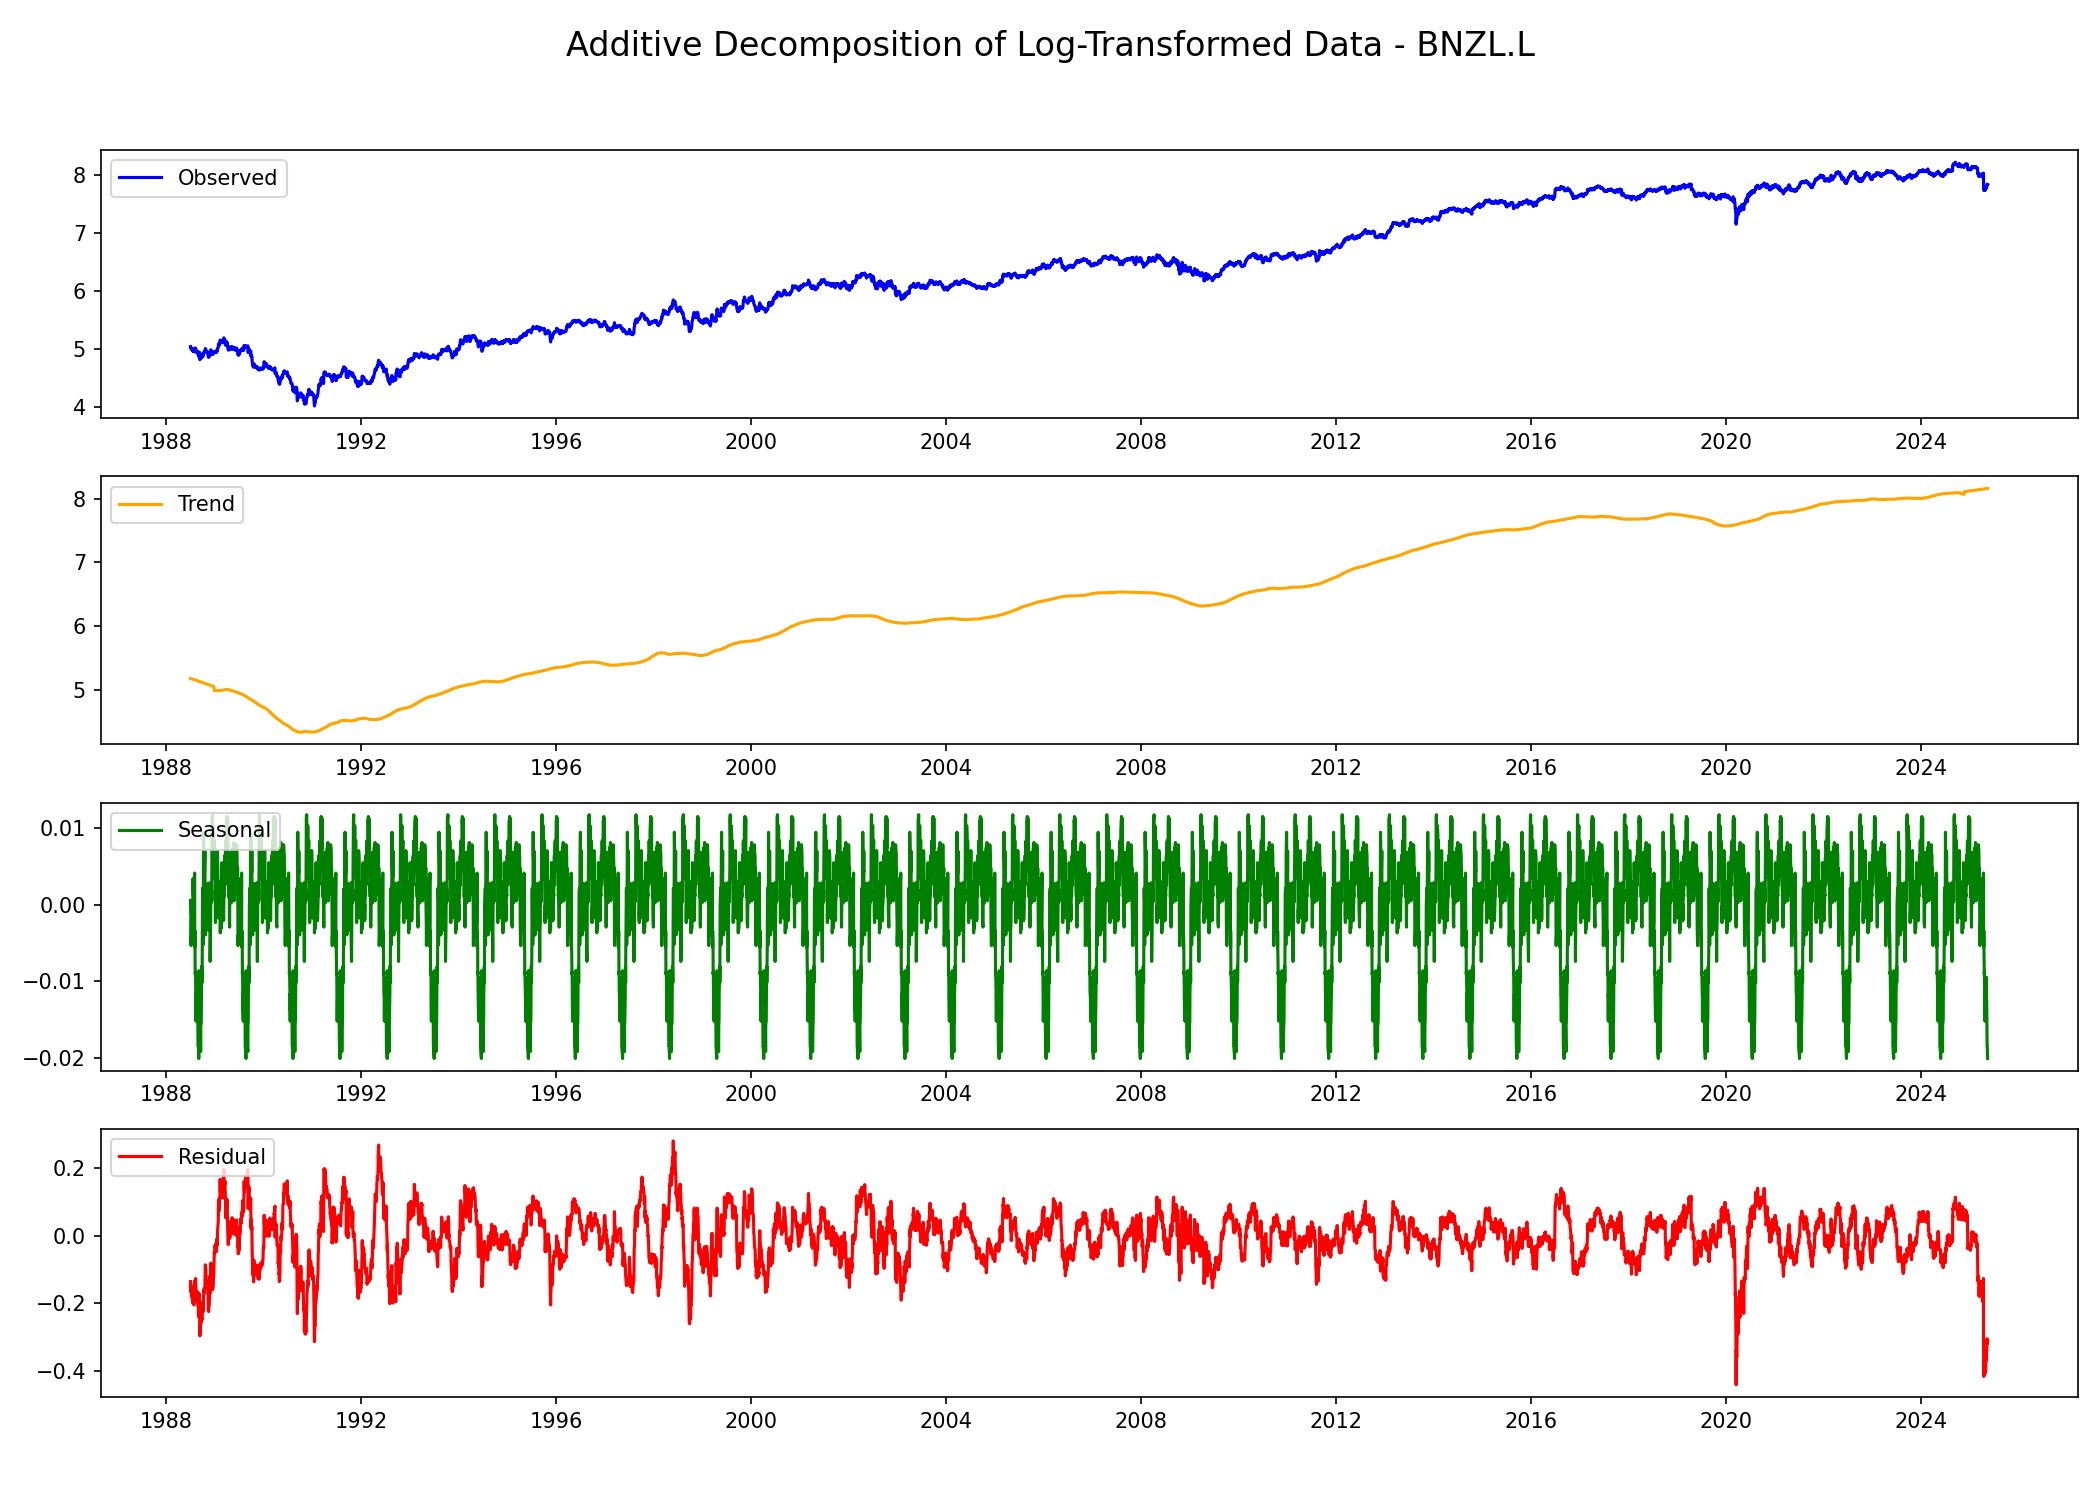 Additive Decomposition of Log-Transformed Data - BNZL.L
Observed
8
7
6
5
4
1988 1992 1996 2000 2004 2008 2012 2016 2020 2024
Trend
8
7
6
5
1988 1992 1996 2000 2004 2008 2012 2016 2020 2024
Seasonal
0.01
0.00
−0.01
−0.02
1988 1992 1996 2000 2004 2008 2012 2016 2020 2024
Residual
0.2
0.0
−0.2
−0.4
1988 1992 1996 2000 2004 2008 2012 2016 2020 2024